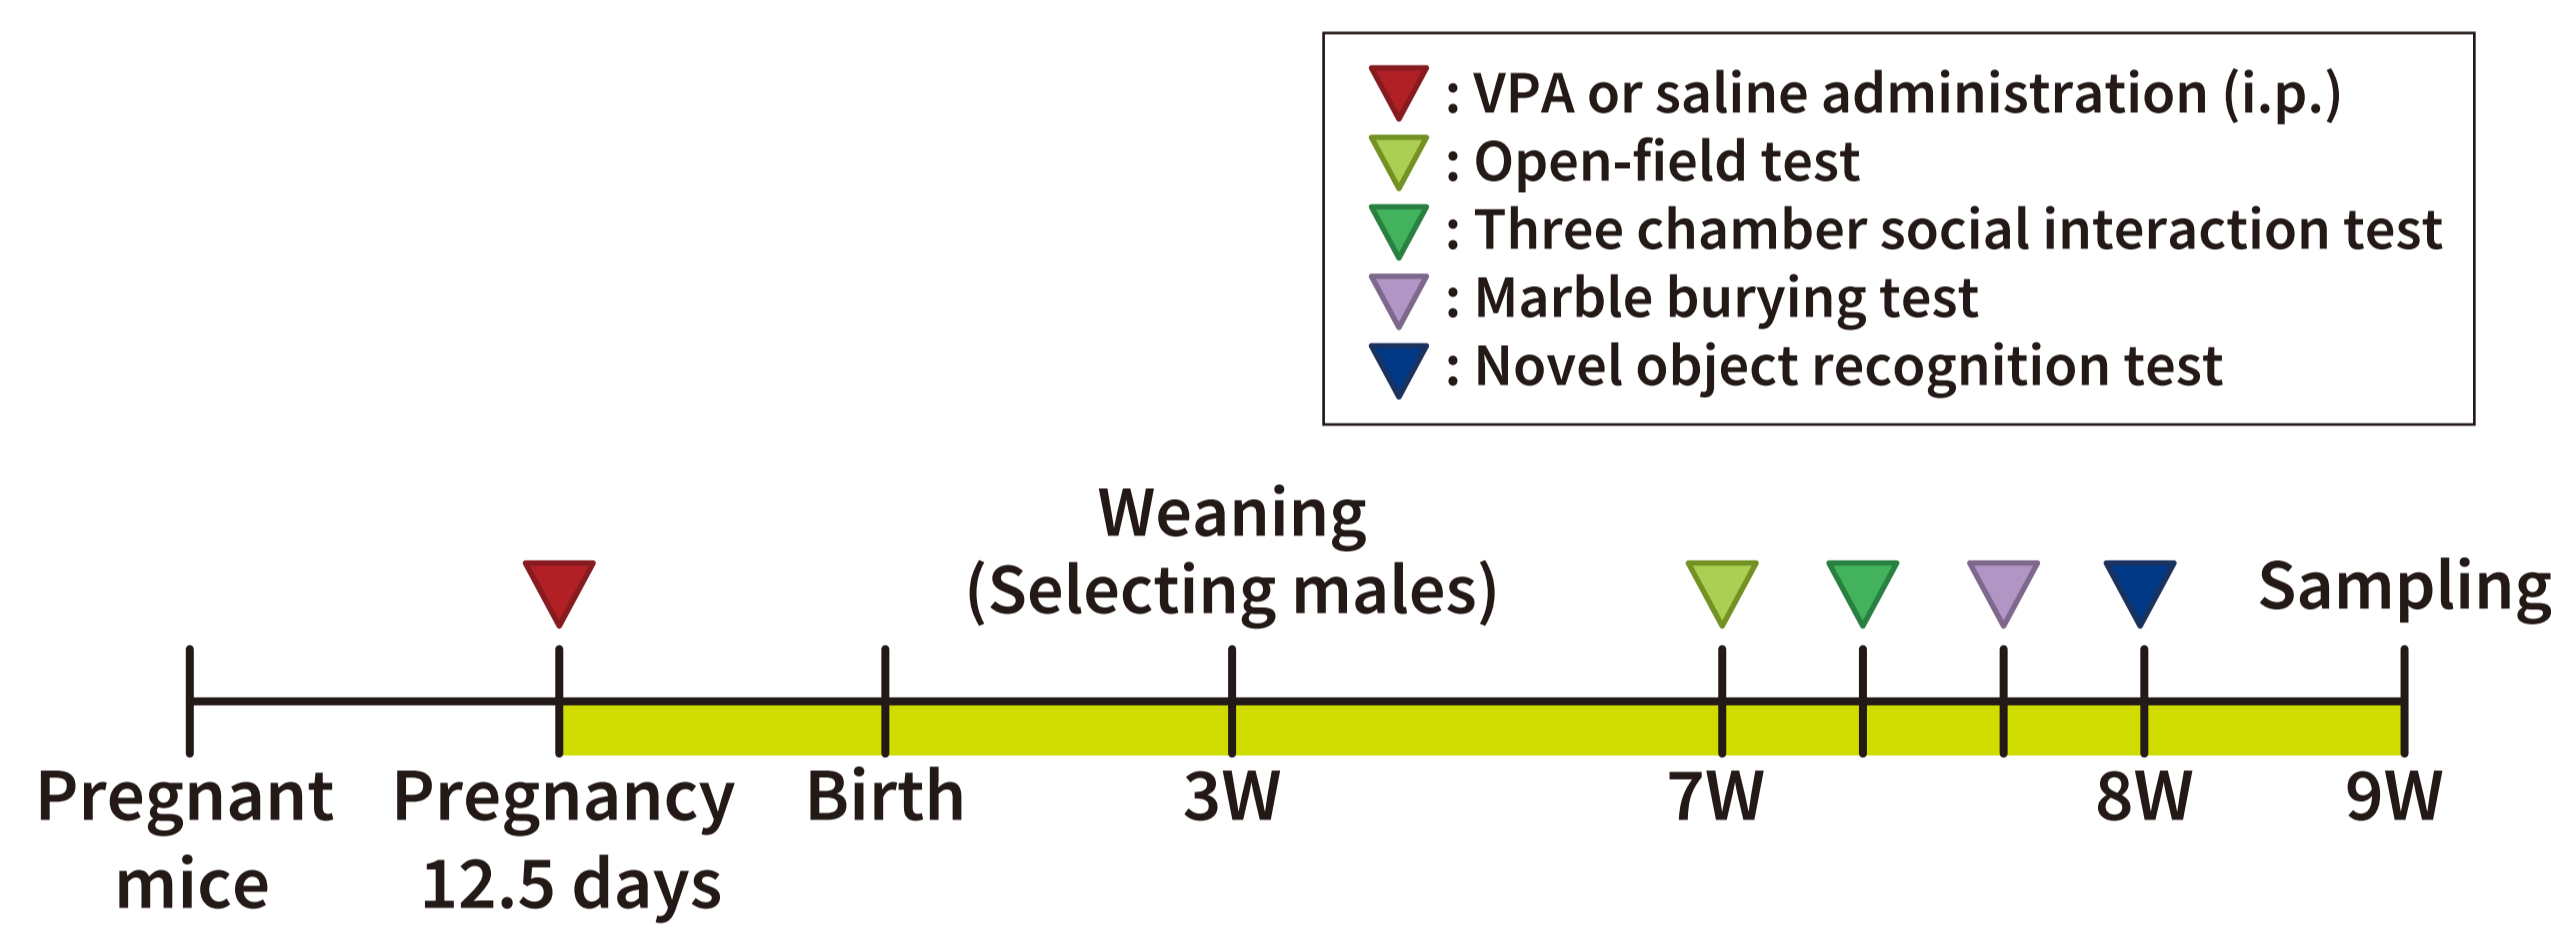 : VPA or saline administration (i.p.)
: Open-field test
: Three chamber social interaction test
: Marble burying test
: Novel object recognition test
Weaning
(Selecting males)
Sampling
Pregnant
mice
Pregnancy
12.5 days
Birth
3W
7W
8W
9W